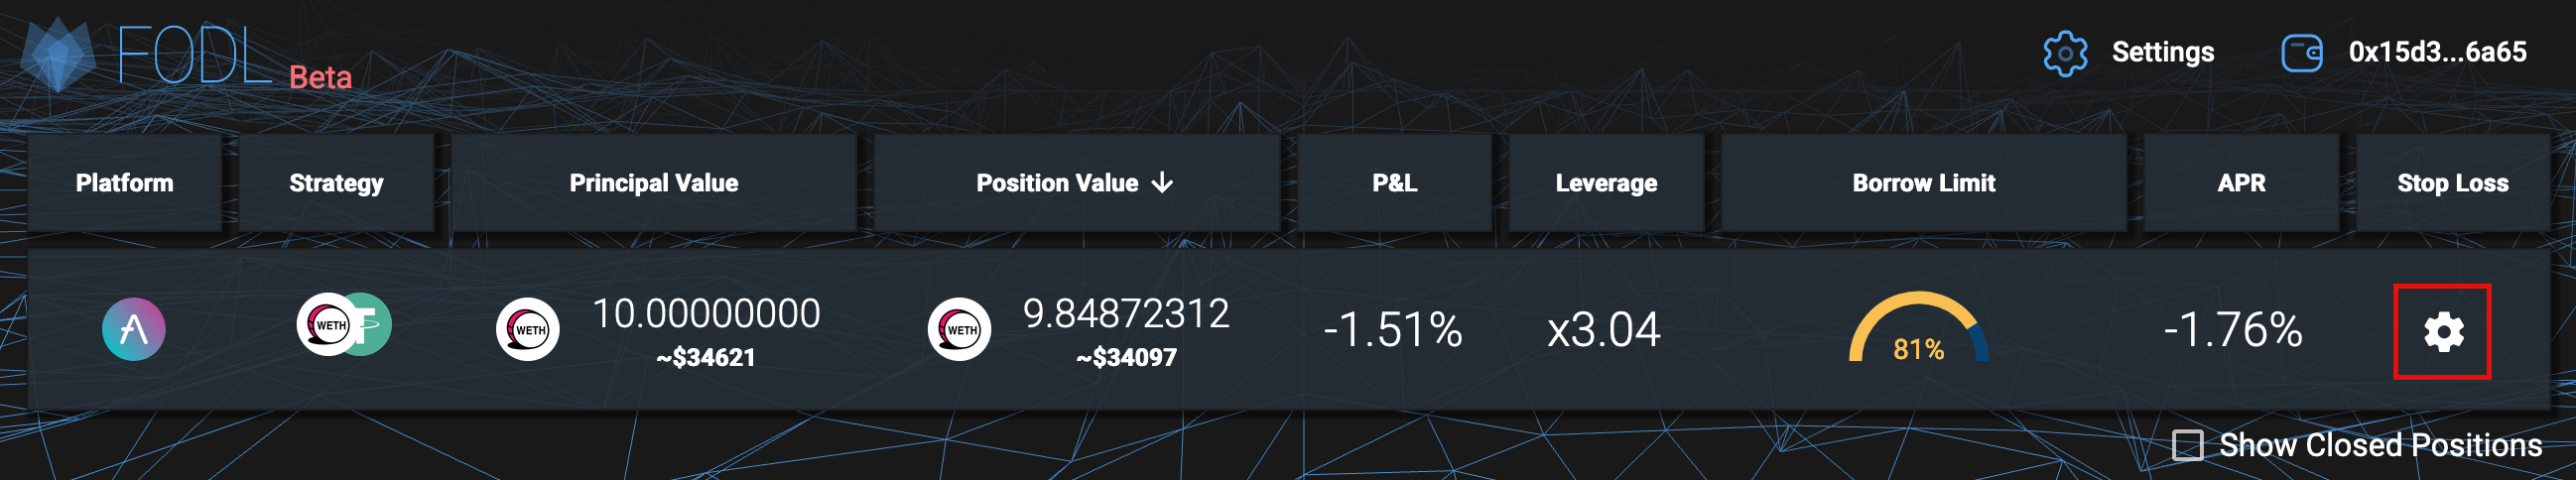 FODL Beta
Settings
0x15d3...6a65
Platform
Strategy
Principal Value
Position Value ↓
P&L
Leverage
Borrow Limit
APR
Stop Loss
WETH
WETH
10.00000000
~$34621
WETH
9.84872312
~$34097
-1.51%
x3.04
81%
-1.76%
Show Closed Positions